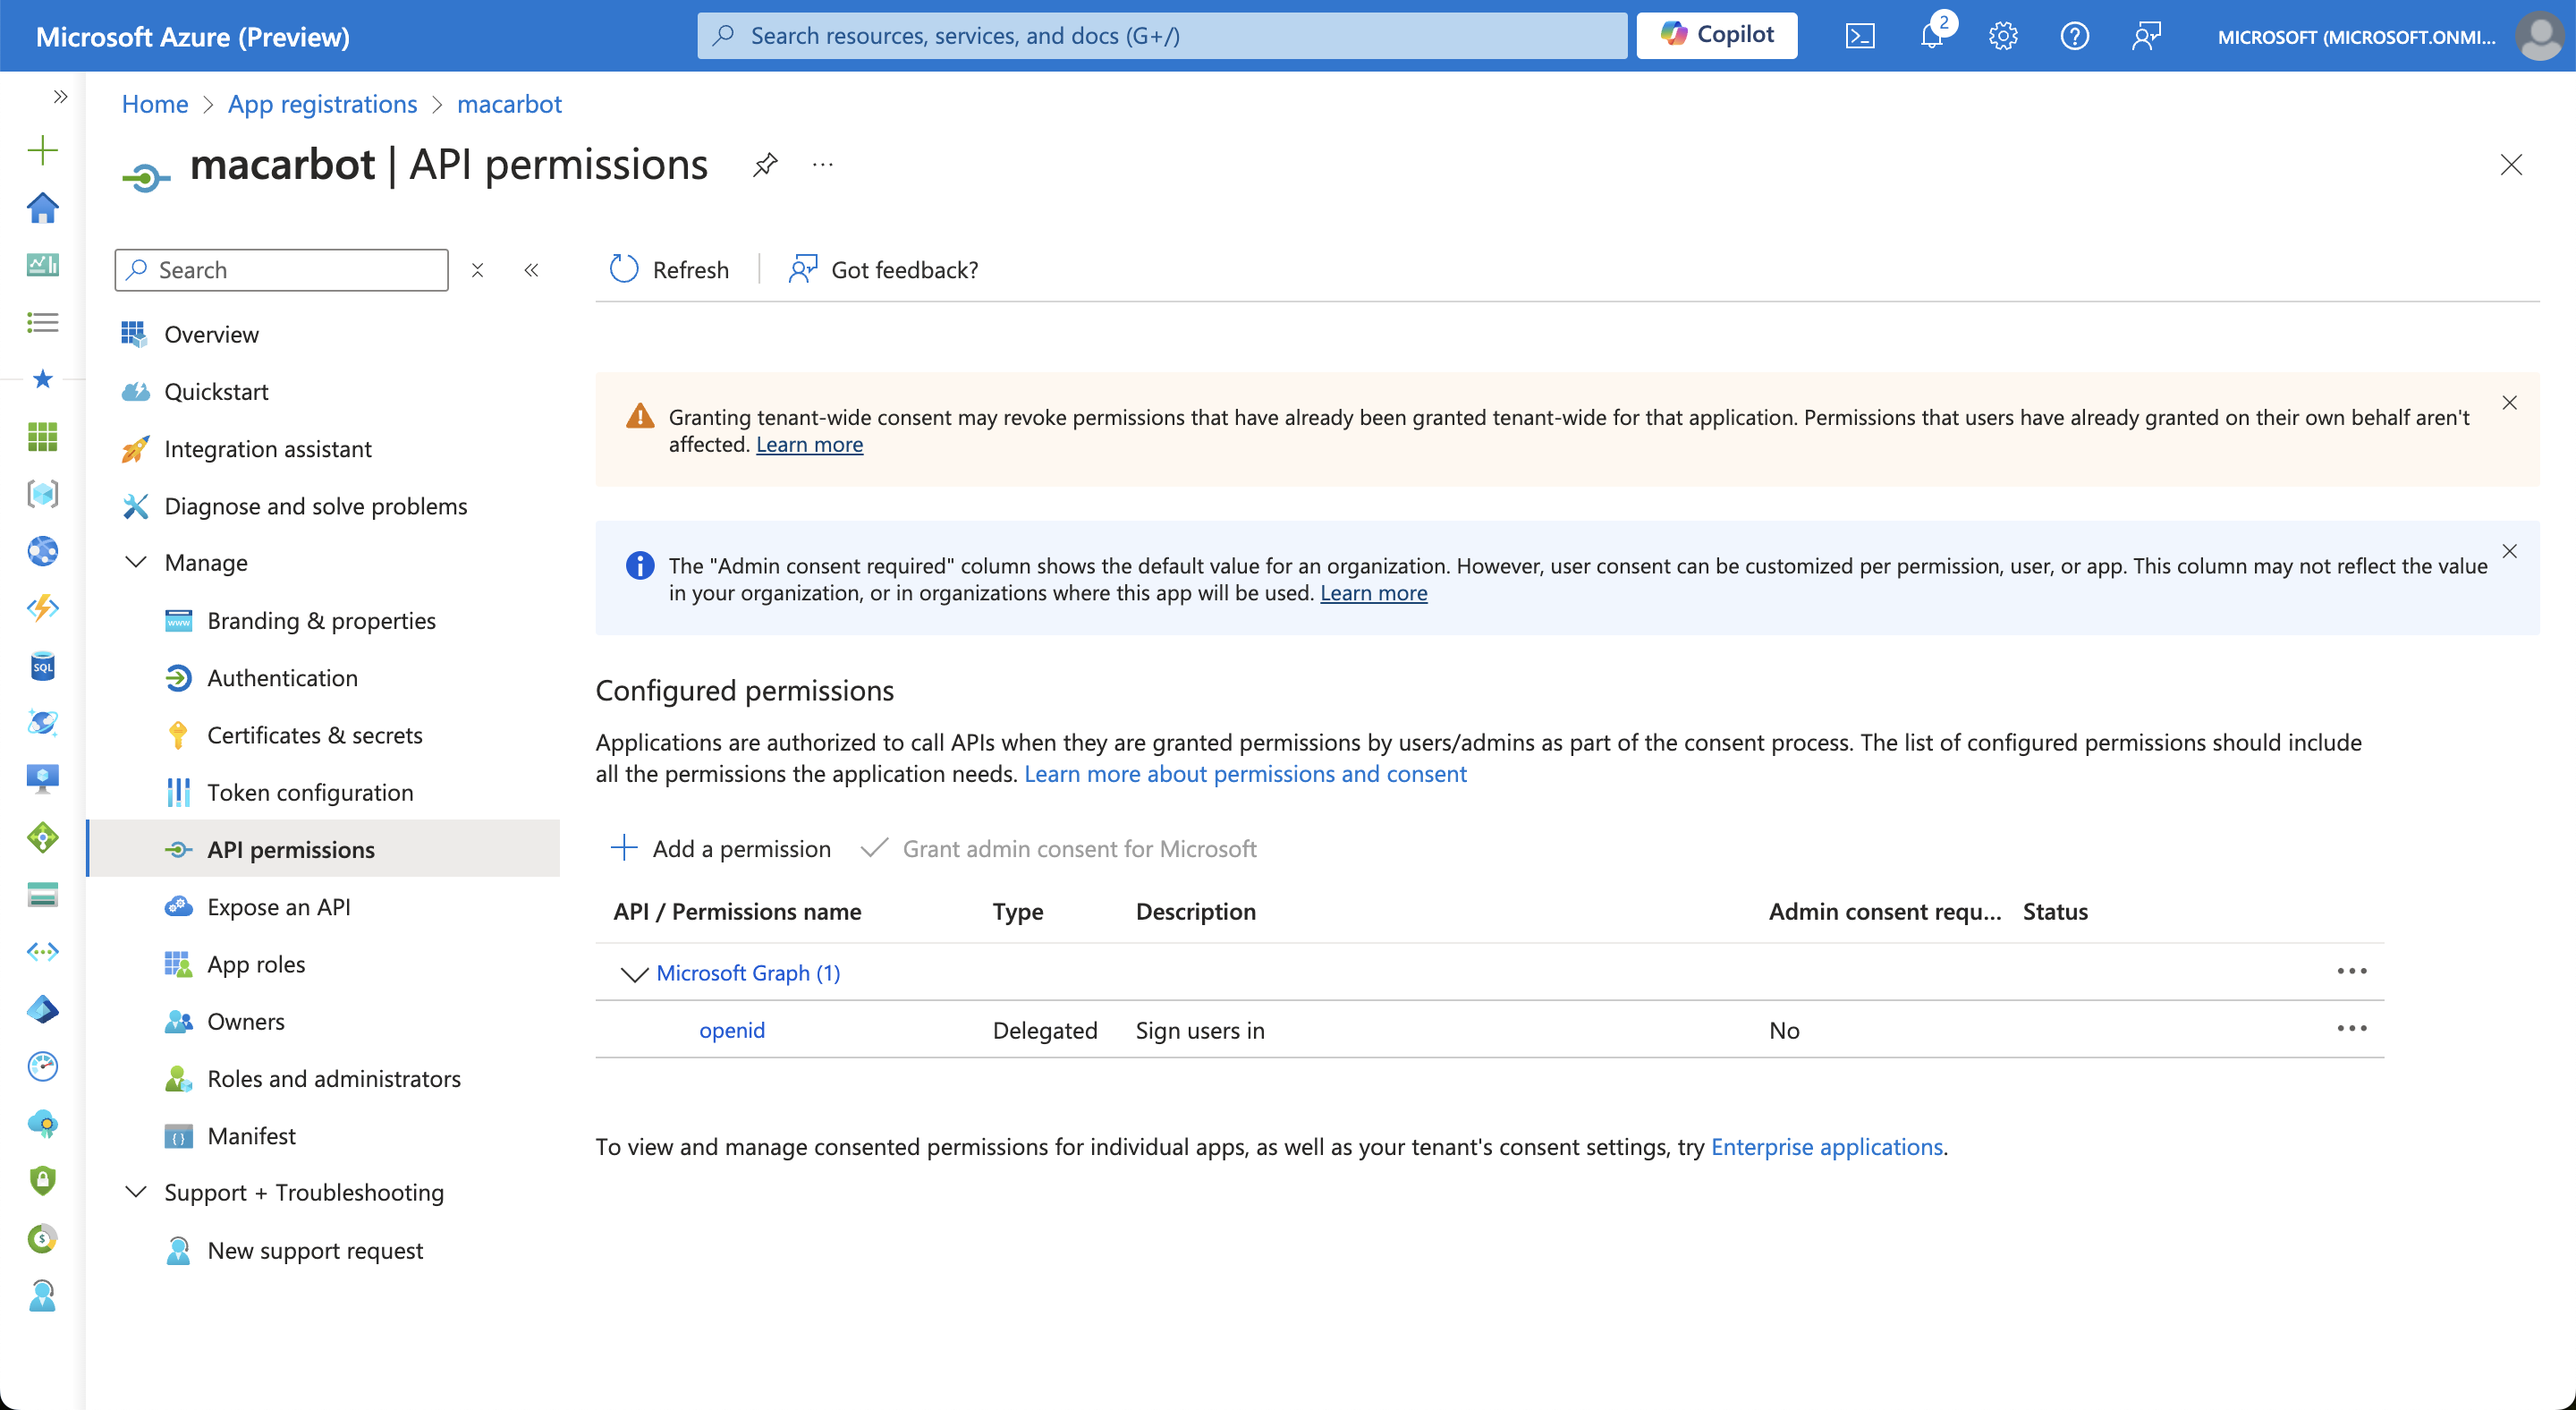 Microsoft Azure (Preview)
Search resources, services, and docs (G+/)
Copilot
2
MICROSOFT (MICROSOFT.ONMI...
Home > App registrations > macarbot
macarbot | API permissions
Search
Overview
Quickstart
Integration assistant
Diagnose and solve problems
Manage
Branding & properties
Authentication
Certificates & secrets
Token configuration
API permissions
Expose an API
App roles
Owners
Roles and administrators
Manifest
Support + Troubleshooting
New support request
Refresh
Got feedback?
Granting tenant-wide consent may revoke permissions that have already been granted tenant-wide for that application. Permissions that users have already granted on their own behalf aren't
affected. Learn more
The "Admin consent required" column shows the default value for an organization. However, user consent can be customized per permission, user, or app. This column may not reflect the value
in your organization, or in organizations where this app will be used. Learn more
Configured permissions
Applications are authorized to call APIs when they are granted permissions by users/admins as part of the consent process. The list of configured permissions should include
all the permissions the application needs. Learn more about permissions and consent
Add a permission
Grant admin consent for Microsoft
API / Permissions name Type Description Admin consent requ... Status
Microsoft Graph (1)
openid Delegated Sign users in No
To view and manage consented permissions for individual apps, as well as your tenant's consent settings, try Enterprise applications.
SQL
www